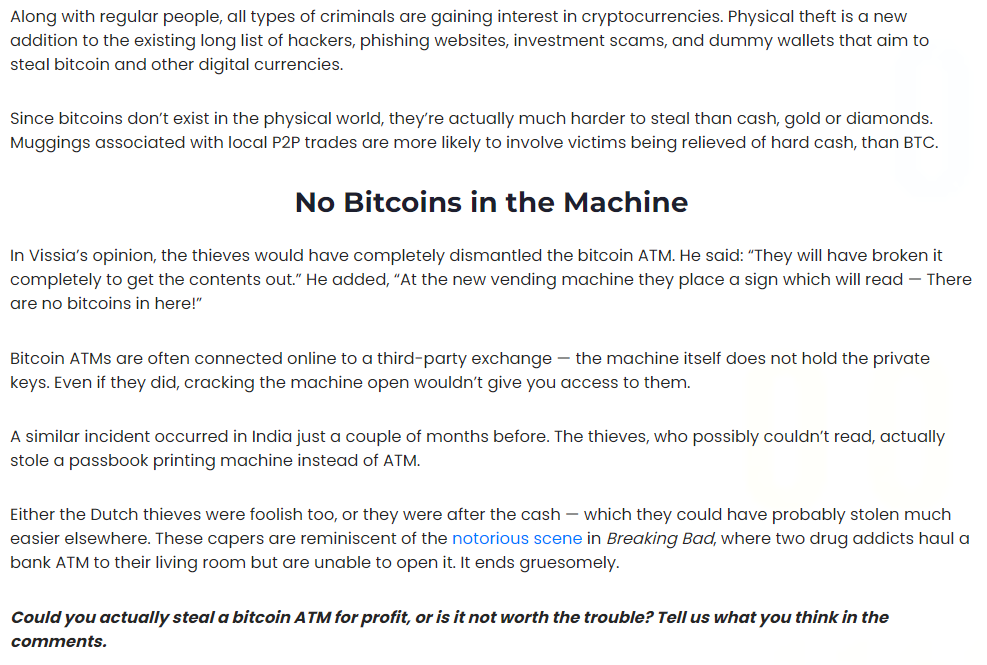 Along with regular people, all types of criminals are gaining interest in cryptocurrencies. Physical theft is a new
addition to the existing long list of hackers, phishing websites, investment scams, and dummy wallets that aim to
steal bitcoin and other digital currencies.
Since bitcoins don’t exist in the physical world, they’re actually much harder to steal than cash, gold or diamonds.
Muggings associated with local P2P trades are more likely to involve victims being relieved of hard cash, than BTC.
No Bitcoins in the Machine
In Vissia’s opinion, the thieves would have completely dismantled the bitcoin ATM. He said: “They will have broken it
completely to get the contents out.” He added, “At the new vending machine they place a sign which will read — There
are no bitcoins in here!”
Bitcoin ATMs are often connected online to a third-party exchange — the machine itself does not hold the private
keys. Even if they did, cracking the machine open wouldn’t give you access to them.
A similar incident occurred in India just a couple of months before. The thieves, who possibly couldn’t read, actually
stole a passbook printing machine instead of ATM.
Either the Dutch thieves were foolish too, or they were after the cash — which they could have probably stolen much
easier elsewhere. These capers are reminiscent of the notorious scene in Breaking Bad, where two drug addicts haul a
bank ATM to their living room but are unable to open it. It ends gruesomely.
Could you actually steal a bitcoin ATM for profit, or is it not worth the trouble? Tell us what you think in the
comments.